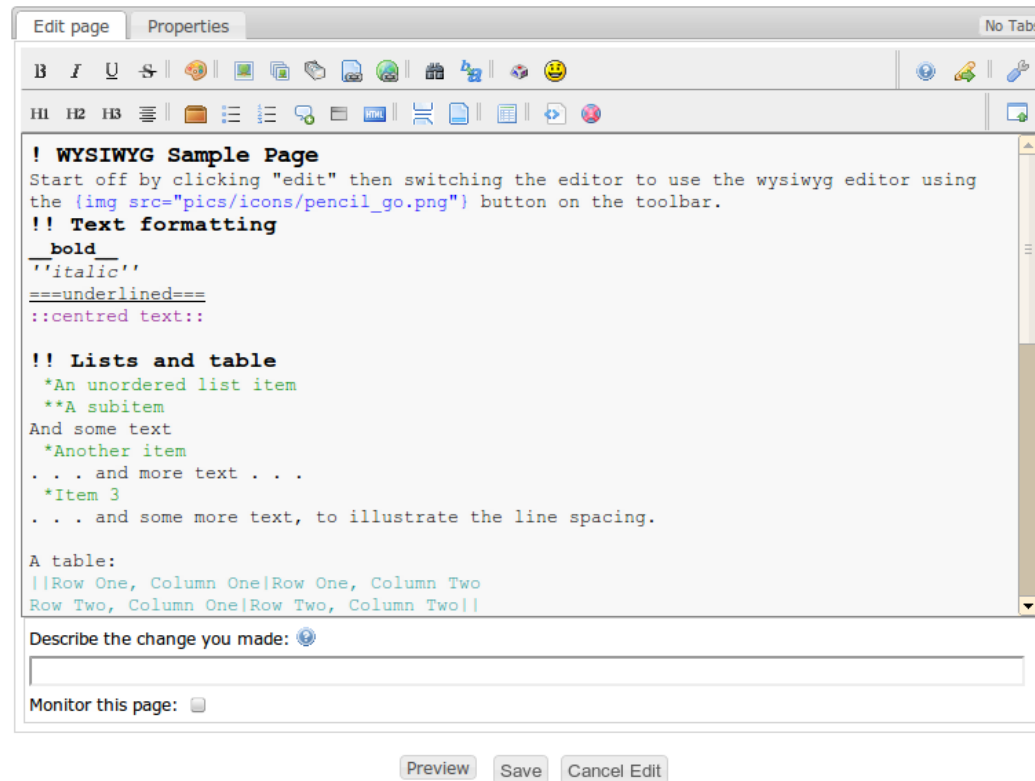 Edit page Properties No Tabs
B I U S
H1 H2 H3 HTML
! WYSIWYG Sample Page
Start off by clicking "edit" then switching the editor to use the wysiwyg editor using
the {img src="pics/icons/pencil_go.png"} button on the toolbar.
!! Text formatting
__bold__
''italic''
===underlined===
::centred text::
!! Lists and table
*An unordered list item
**A subitem
And some text
*Another item
. . . and more text . . .
*Item 3
. . . and some more text, to illustrate the line spacing.
A table:
||Row One, Column One|Row One, Column Two
Row Two, Column One|Row Two, Column Two||
Describe the change you made:
Monitor this page:
Preview Save Cancel Edit